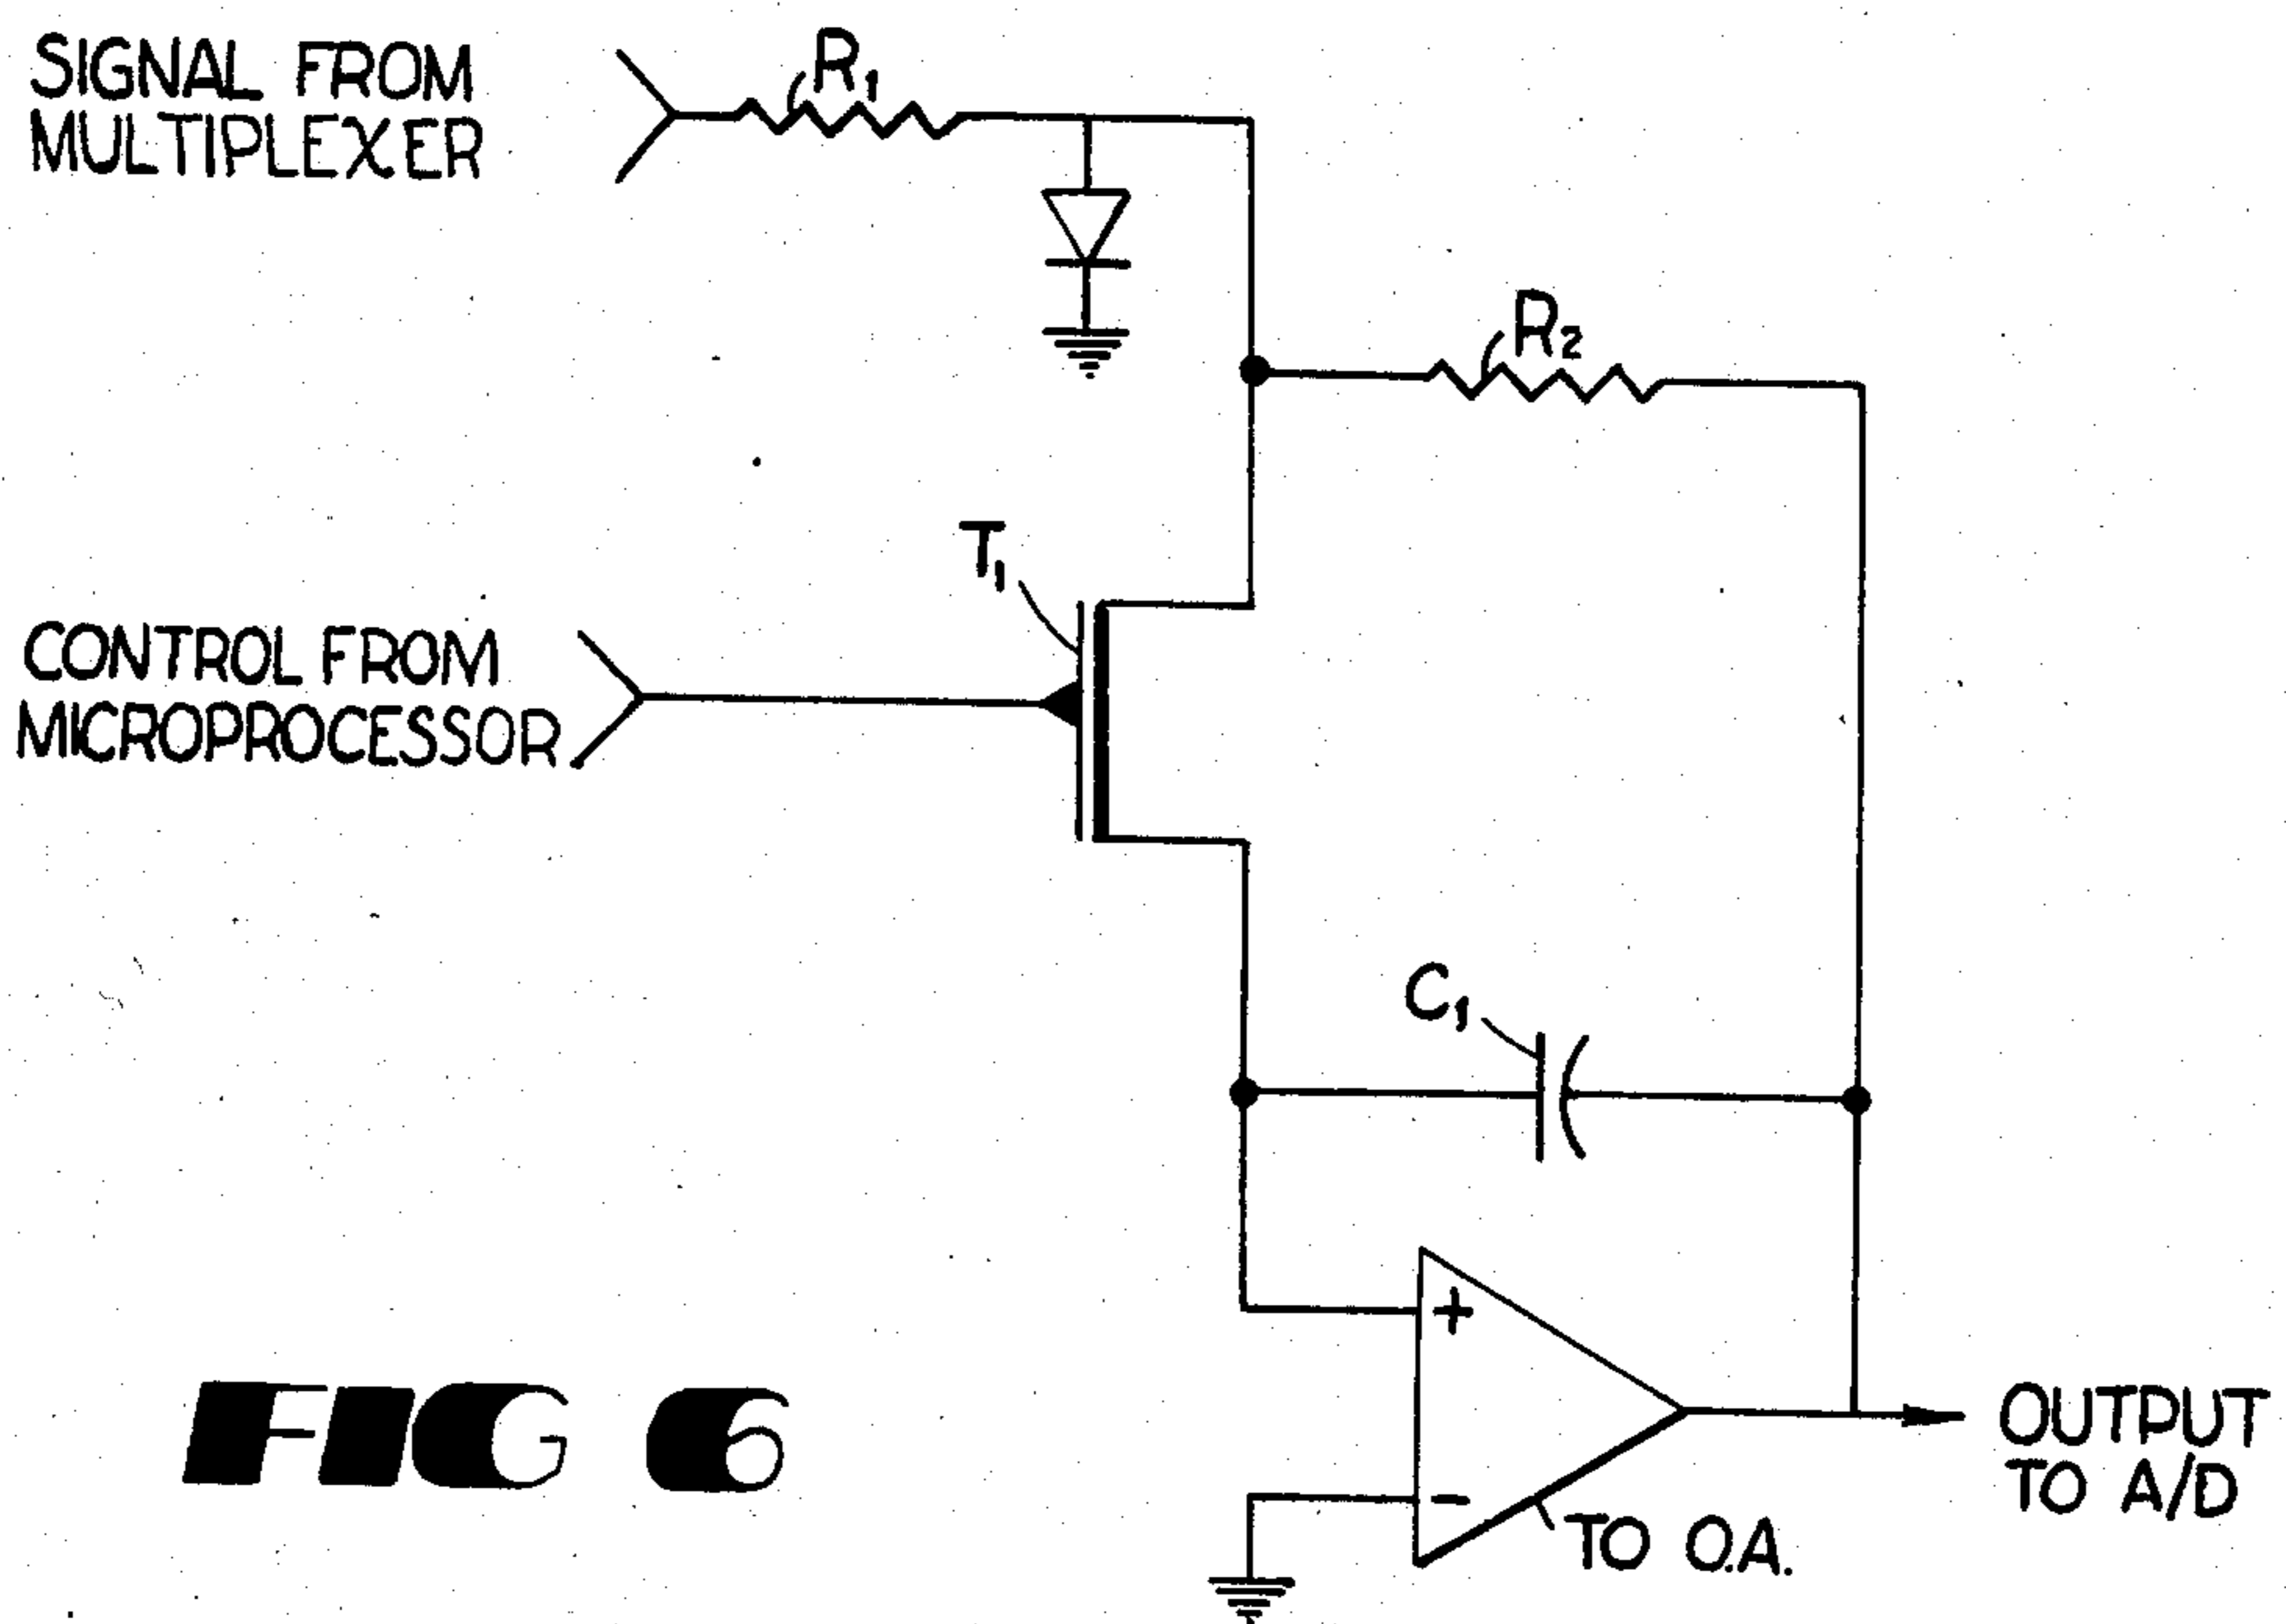 SIGNAL FROM
MULTIPLEXER
R1
R2
T1
CONTROL FROM
MICROPROCESSOR
C1
+
-
OUTPUT
TO A/D
TO O.A.
FIG 6